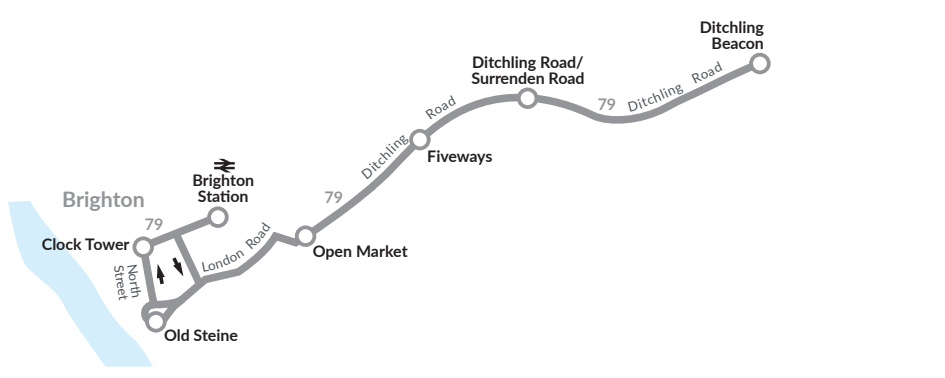 Ditchling
Beacon
Ditchling Road/
Surrenden Road
79
Ditchling Road
Ditchling Road
Fiveways
Brighton
Station
Brighton
79
79
Clock Tower
London Road
Open Market
North
Street
Old Steine